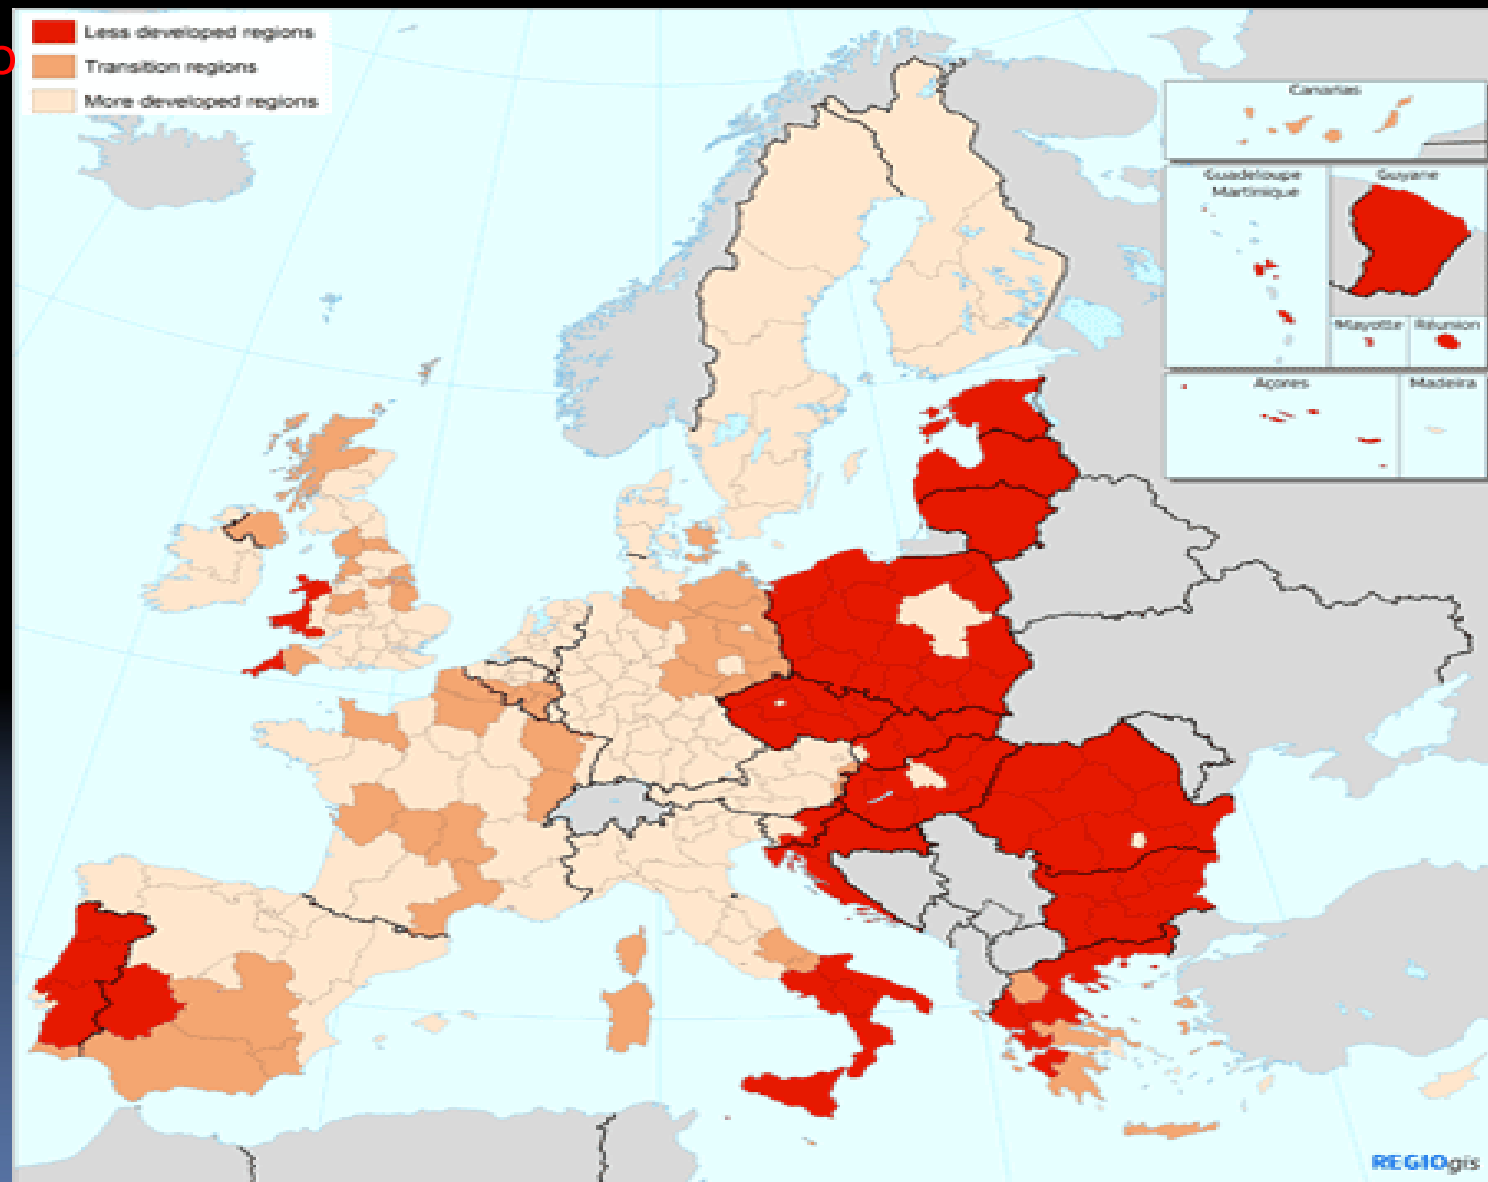 Less developed regions
Transition regions
More developed regions
Canarias
Guadeloupe
Martinique
Guyane
Mayotte
Réunion
Açores
Madeira
REGIOgis